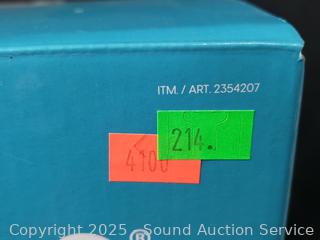 ITM. / ART. 2354207
214.
4100
®
Copyright © 2025 - Sound Auction Service